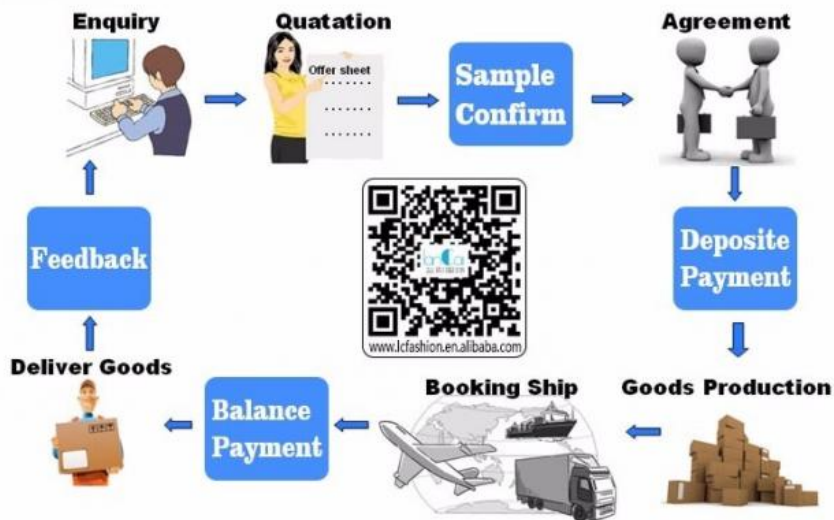 Enquiry
Quatation
Agreement
Offer sheet
Sample
Confirm
Feedback
Deposite
Payment
www.lcfashion.en.alibaba.com
Deliver Goods
Balance
Payment
Booking Ship
Goods Production